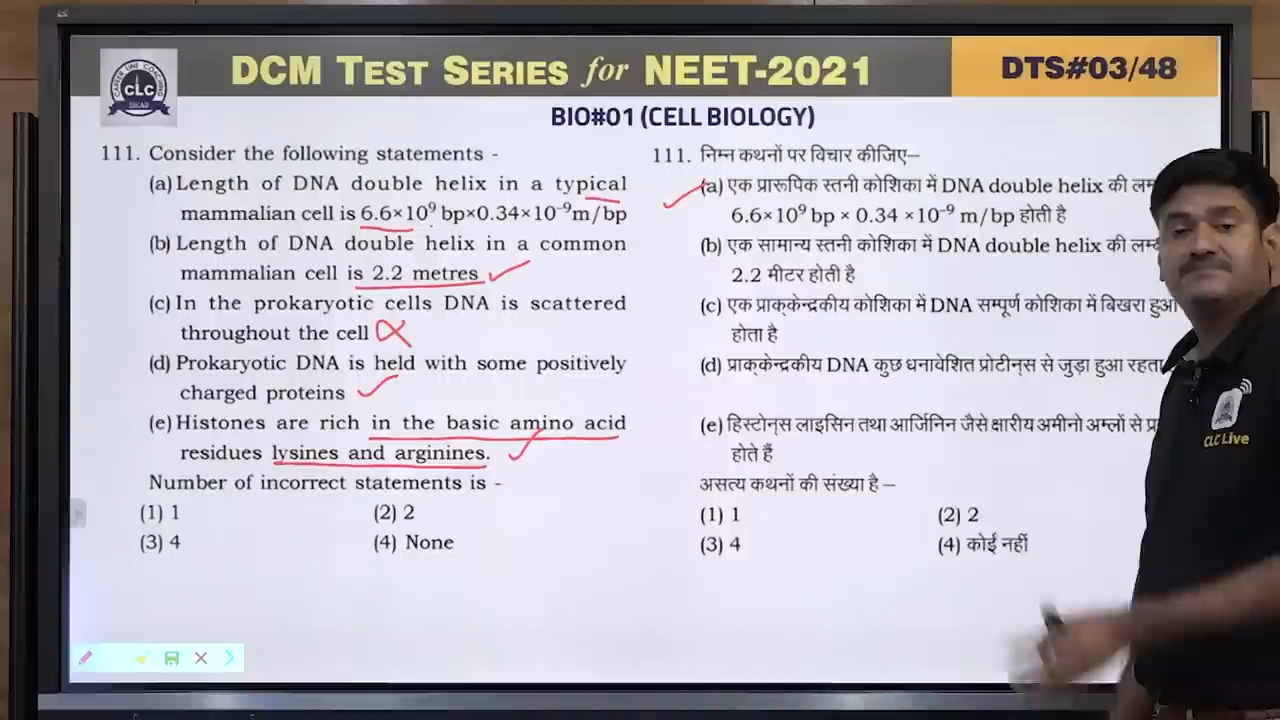 DCM TEST SERIES for NEET-2021
DTS#03/48
CAREER LINE COACHING
CLC
SIKAR
BIO#01 (CELL BIOLOGY)
111. Consider the following statements -
(a) Length of DNA double helix in a typical
mammalian cell is 6.6×10⁹ bp×0.34×10⁻⁹m/bp
(b) Length of DNA double helix in a common
mammalian cell is 2.2 metres
(c) In the prokaryotic cells DNA is scattered
throughout the cell
(d) Prokaryotic DNA is held with some positively
charged proteins
(e) Histones are rich in the basic amino acid
residues lysines and arginines.
Number of incorrect statements is -
(1) 1 (2) 2
(3) 4 (4) None
111. निम्न कथनों पर विचार कीजिए–
(a) एक प्रारूपिक स्तनी कोशिका में DNA double helix की
6.6×10⁹ bp × 0.34 ×10⁻⁹ m/bp होती है
(b) एक सामान्य स्तनी कोशिका में DNA double helix की
2.2 मीटर होती है
(c) एक प्राक्केन्द्रकीय कोशिका में DNA सम्पूर्ण कोशिका में बिखरा हुआ
होता है
(d) प्राक्केन्द्रकीय DNA कुछ धनावेशित प्रोटीन्स से जुड़ा हुआ रहता
(e) हिस्टोन्स लाइसिन तथा आर्जिनिन जैसे क्षारीय अमीनो अम्लों से
होते हैं
असत्य कथनों की संख्या है –
(1) 1 (2) 2
(3) 4 (4) कोई नहीं
CLC Live